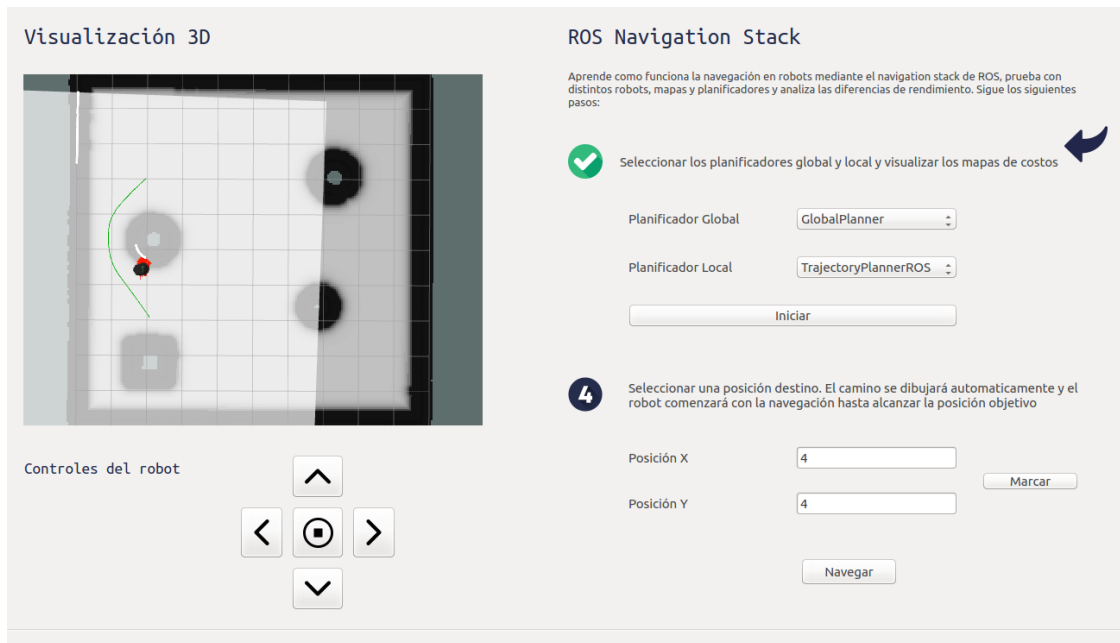 Visualización 3D
Controles del robot
ROS Navigation Stack
Aprende como funciona la navegación en robots mediante el navigation stack de ROS, prueba con
distintos robots, mapas y planificadores y analiza las diferencias de rendimiento. Sigue los siguientes
pasos:
Seleccionar los planificadores global y local y visualizar los mapas de costos
Planificador Global
GlobalPlanner
Planificador Local
TrajectoryPlannerROS
Iniciar
4
Seleccionar una posición destino. El camino se dibujará automaticamente y el
robot comenzará con la navegación hasta alcanzar la posición objetivo
Posición X
4
Marcar
Posición Y
4
Navegar